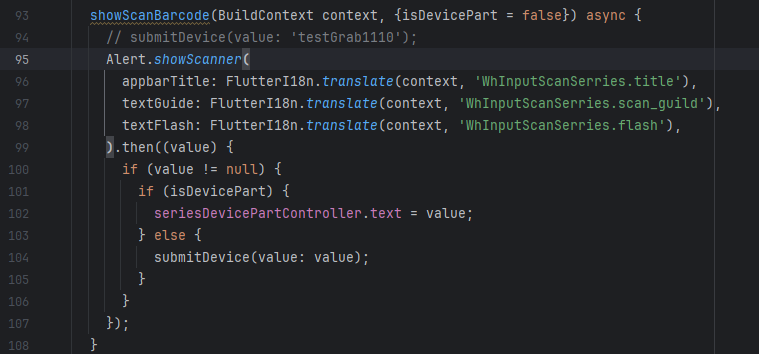 93 showScanBarcode(BuildContext context, {isDevicePart = false}) async {
94 // submitDevice(value: 'testGrab1110');
95 Alert.showScanner(
96 appbarTitle: FlutterI18n.translate(context, 'WhInputScanSerries.title'),
97 textGuide: FlutterI18n.translate(context, 'WhInputScanSerries.scan_guild'),
98 textFlash: FlutterI18n.translate(context, 'WhInputScanSerries.flash'),
99 ).then((value) {
100 if (value != null) {
101 if (isDevicePart) {
102 seriesDevicePartController.text = value;
103 } else {
104 submitDevice(value: value);
105 }
106 }
107 });
108 }